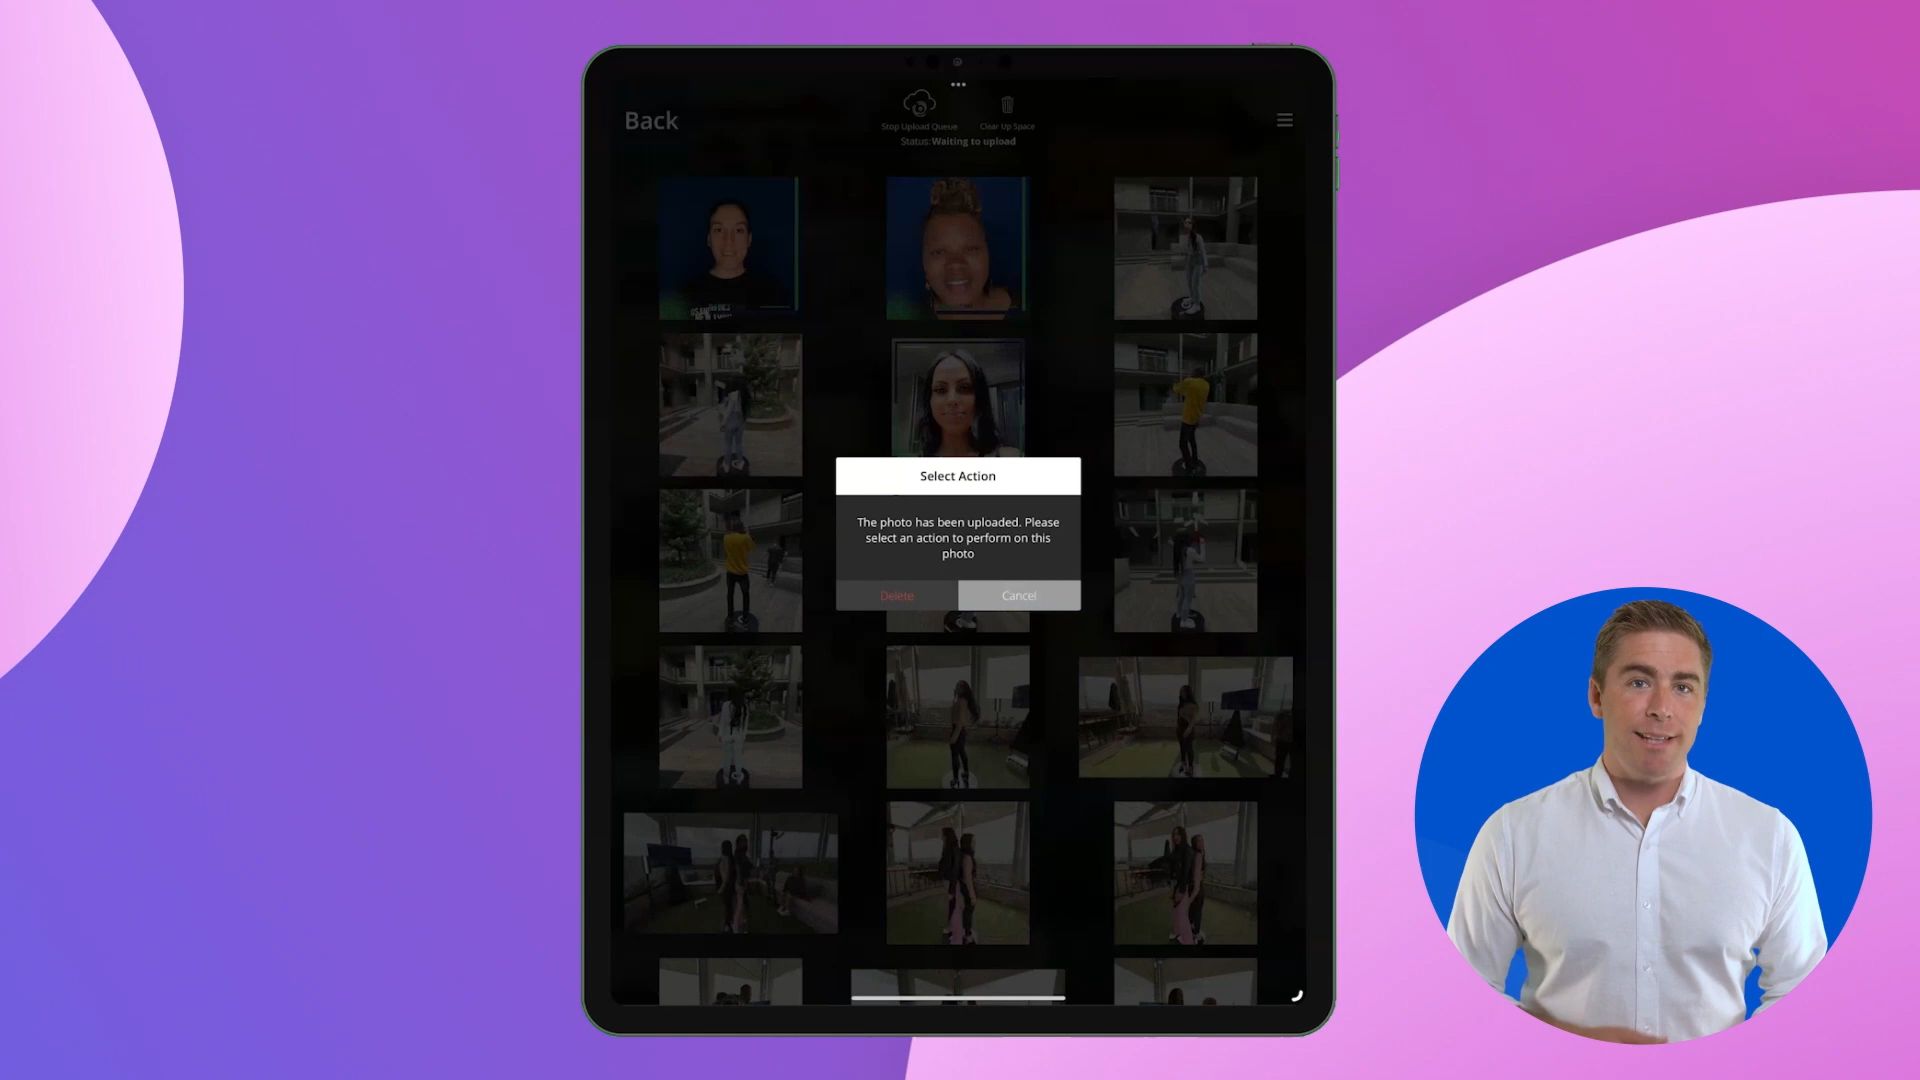 Back
Stop Upload Queue
Clear Up Space
Status:Waiting to upload
Select Action
The photo has been uploaded. Please
select an action to perform on this
photo
Delete
Cancel